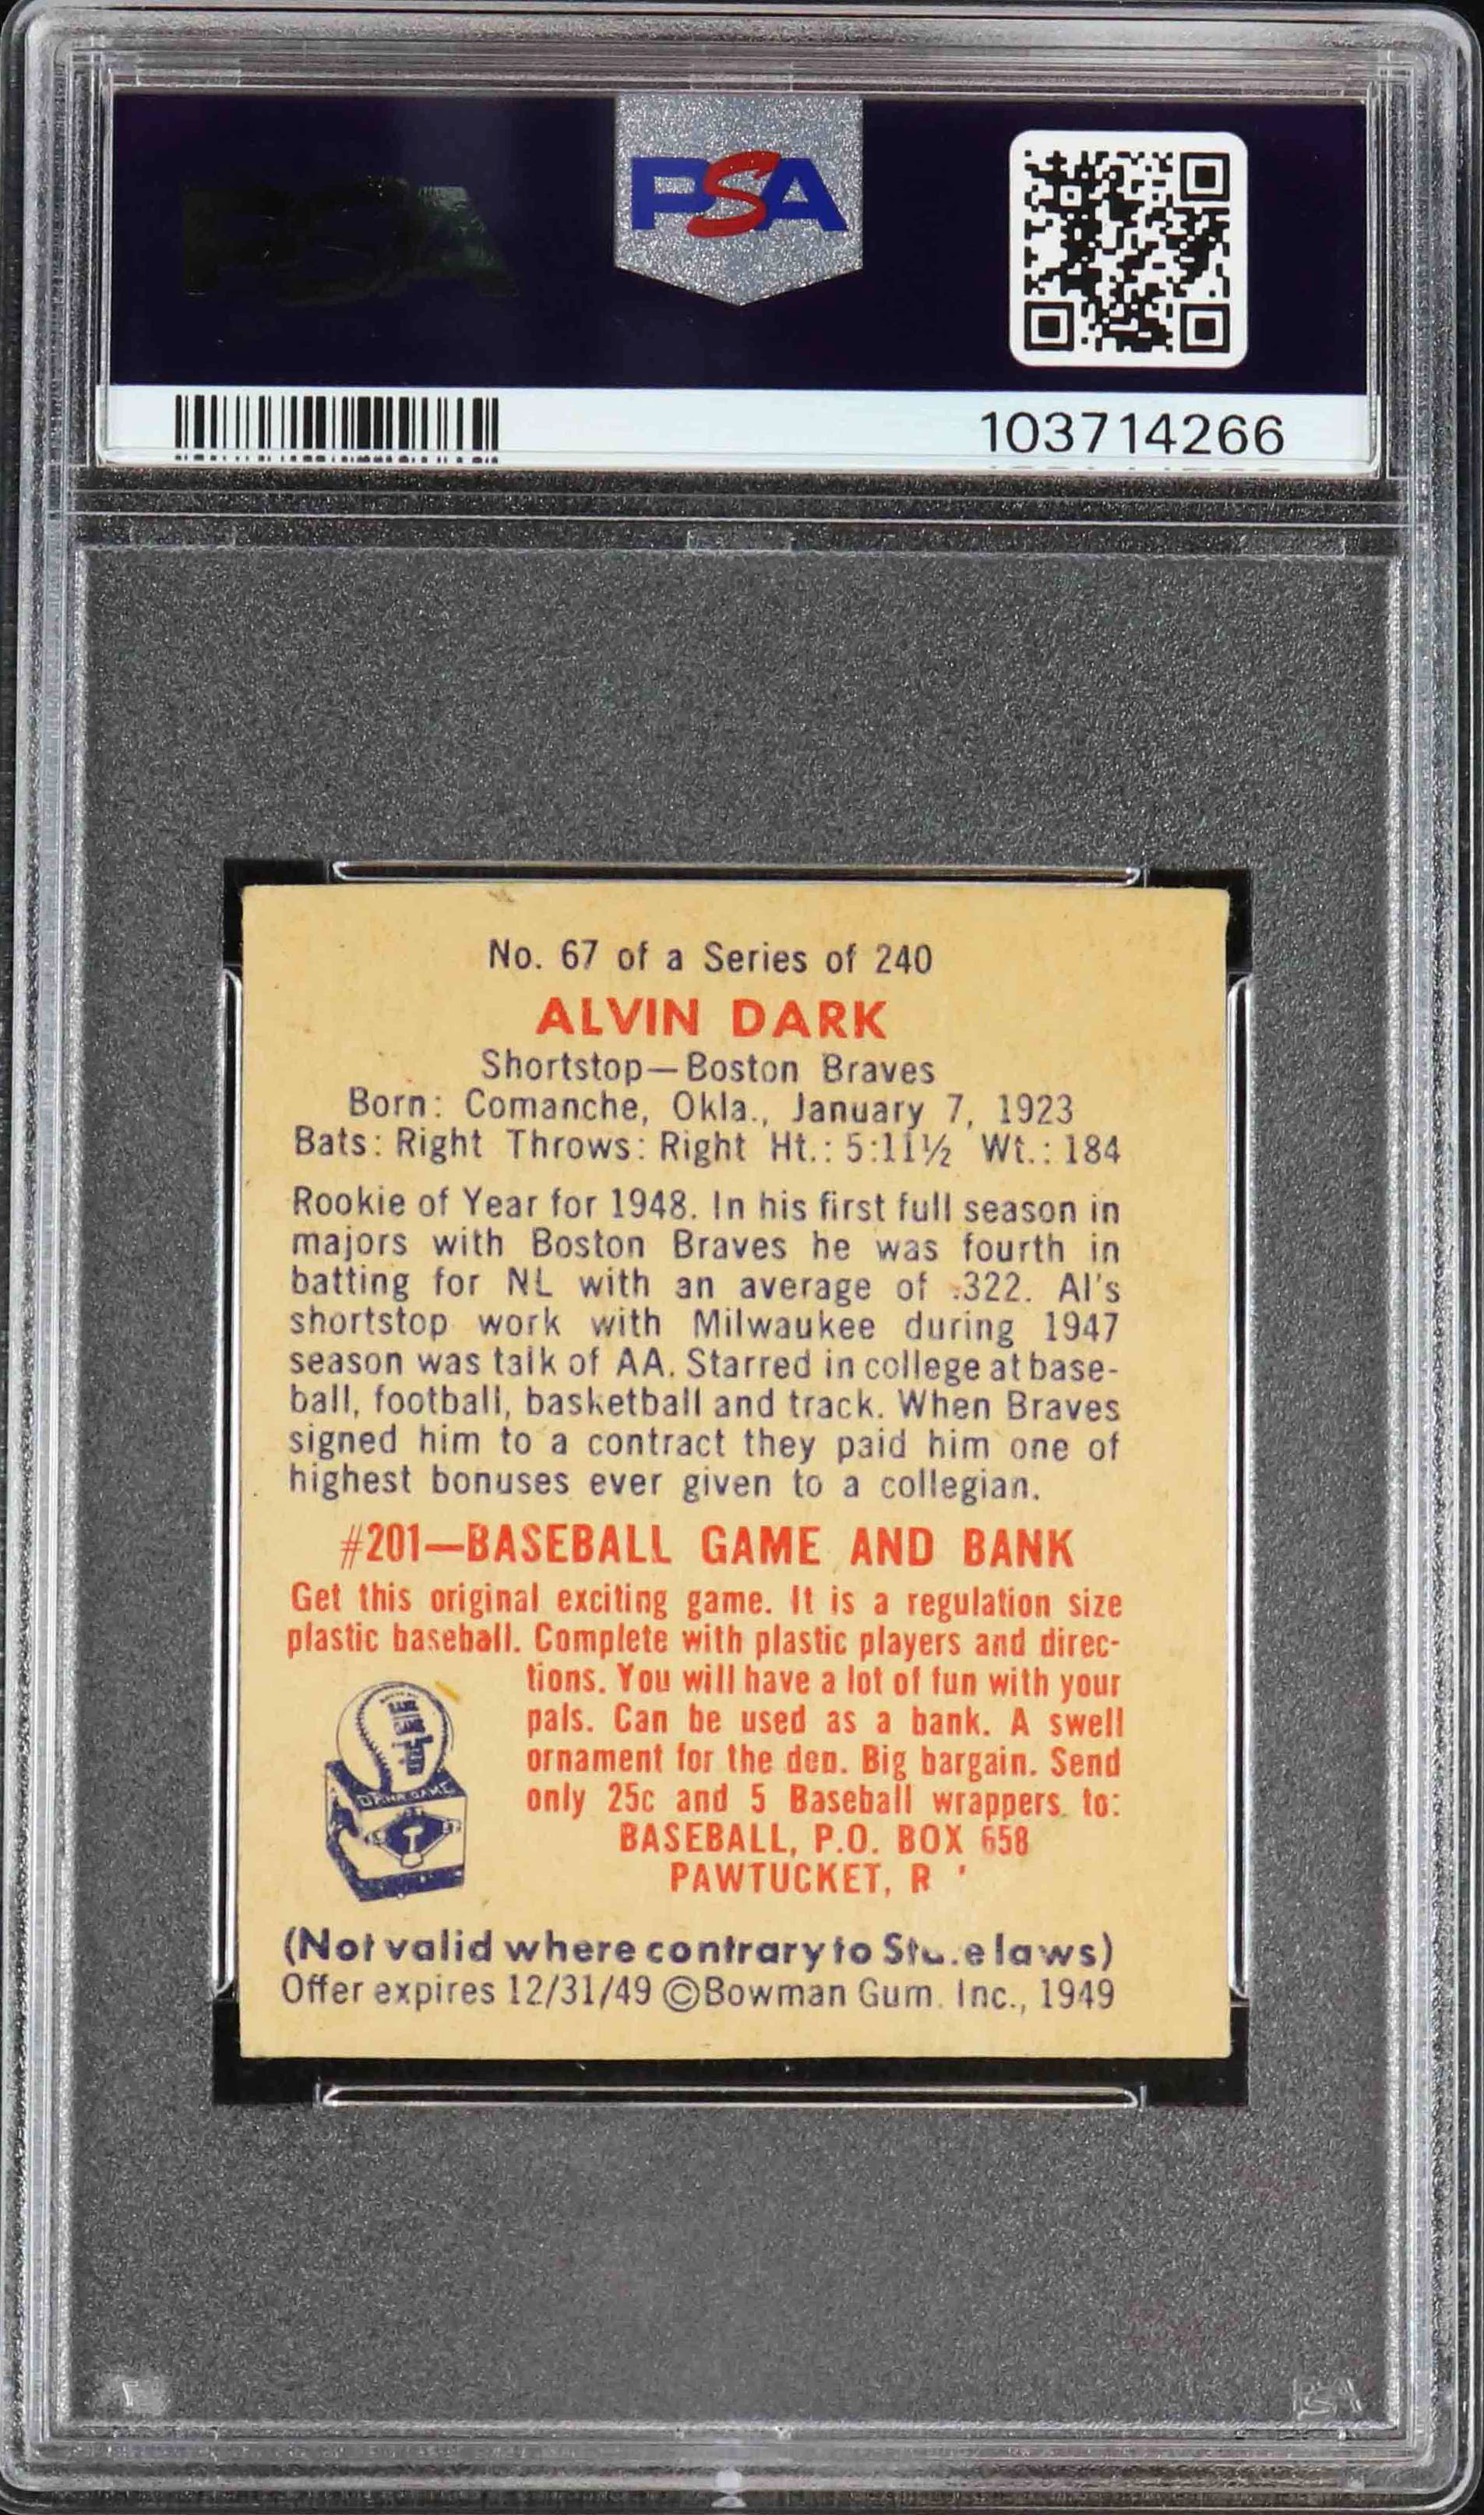 PSA
103714266
No. 67 of a Series of 240
ALVIN DARK
Shortstop—Boston Braves
Born: Comanche, Okla., January 7, 1923
Bats: Right Throws: Right Ht.: 5:11½ Wt.: 184
Rookie of Year for 1948. In his first full season in
majors with Boston Braves he was fourth in
batting for NL with an average of .322. Al's
shortstop work with Milwaukee during 1947
season was talk of AA. Starred in college at base-
ball, football, basketball and track. When Braves
signed him to a contract they paid him one of
highest bonuses ever given to a collegian.
#201—BASEBALL GAME AND BANK
Get this original exciting game. It is a regulation size
plastic baseball. Complete with plastic players and direc-
tions. You will have a lot of fun with your
pals. Can be used as a bank. A swell
ornament for the den. Big bargain. Send
only 25c and 5 Baseball wrappers to:
BASEBALL, P.O. BOX 658
PAWTUCKET, R
(Not valid where contrary to State laws)
Offer expires 12/31/49 ©Bowman Gum. Inc., 1949
PSA